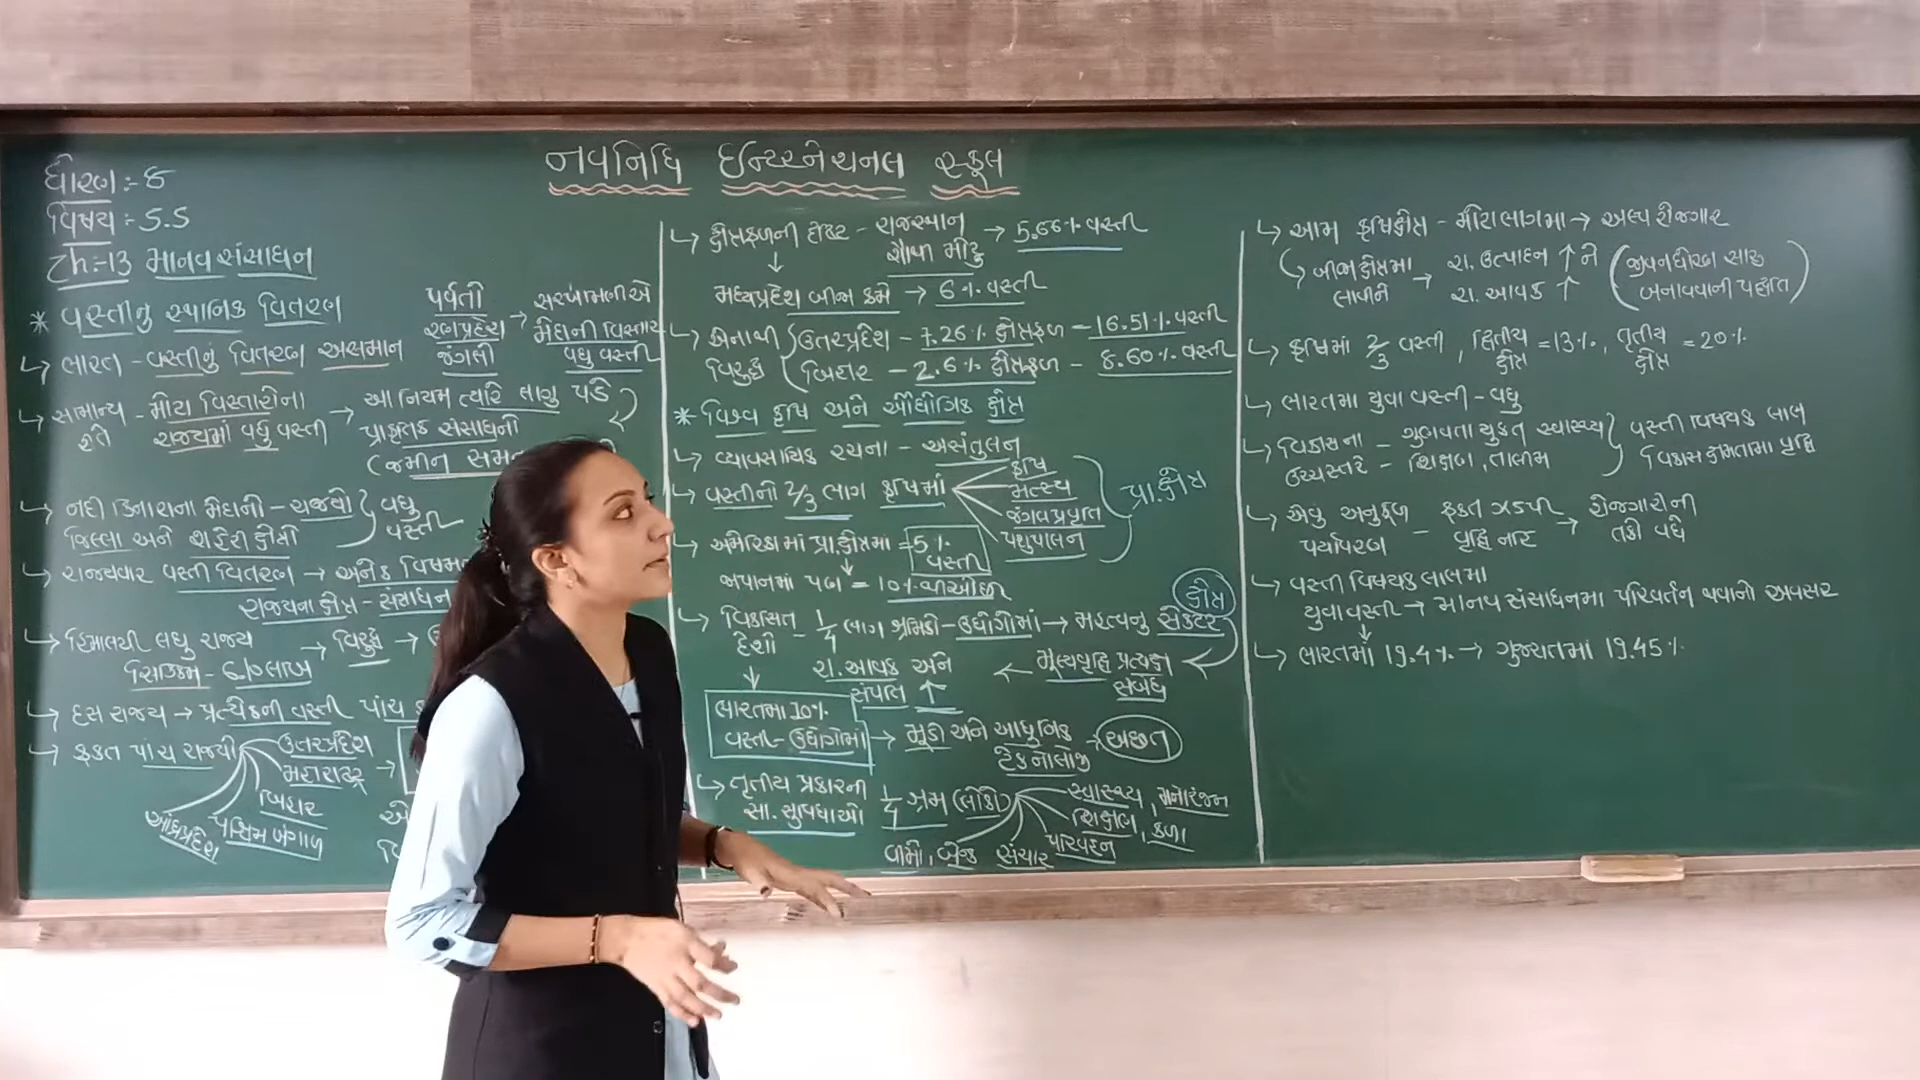 નવનિધિ ઇન્ટરનેશનલ સ્કૂલ
ધોરણ:- 8
વિષય :- S.S
Ch:-13 માનવ સંસાધન
* વસ્તીનું સ્થાનિક વિતરણ
પર્વતો
રણપ્રદેશ
જંગલો
→ સરખામણીએ
મેદાની વિસ્તાર
વધુ વસ્તી
↳ ભારત - વસ્તીનું વિતરણ અસમાન
↳ સામાન્ય - મોટા વિસ્તારોના → આ નિયમ ત્યારે લાગુ પડે
રાજ્યમાં વધુ વસ્તી
પ્રાકૃતિક સંસાધનો
(જમીન
↳ નદી કિનારાના મેદાનો - રાજ્યો
જિલ્લા અને શહેરી ક્ષેત્રો
વધુ
વસ્તી
↳ રાજ્યવાર વસ્તી વિતરણ → અનેક
રાજ્યના ક્ષેત્ર - સંસાધન
↳ હિમાલયી લઘુ રાજ્ય → વિરુદ્ધ →
સિક્કિમ - 6.10 લાખ
↳ દસ રાજ્ય → પ્રત્યેકની વસ્તી પાંચ
↳ ફક્ત પાંચ રાજ્યો
ઉત્તરપ્રદેશ
મહારાષ્ટ્ર →
બિહાર
પશ્ચિમ બંગાળ
આંધ્રપ્રદેશ
↳ ક્ષેત્રફળની - રાજસ્થાન → 5.66% વસ્તી
સૌથી મોટું
↓
મધ્યપ્રદેશ બીજા ક્રમે → 6% વસ્તી
↳ એનાથી વિરુદ્ધ
ઉત્તરપ્રદેશ - 7.26% ક્ષેત્રફળ - 16.51% વસ્તી
બિહાર - 2.6% ક્ષેત્રફળ - 8.60% વસ્તી
* વિશ્વ કૃષિ અને ઔદ્યોગિક ક્ષેત્ર
↳ વ્યાવસાયિક રચના - અસંતુલન
↳ વસ્તીનો 2/3 ભાગ કૃષિમાં
કૃષિ
મત્સ્ય
જંગલપ્રવૃત્તિ
પશુપાલન
પ્રા.ક્ષેત્ર
↳ અમેરિકામાં પ્રા.ક્ષેત્રમાં = 5% વસ્તી
↓
જાપાનમાં પણ = 10% થી ઓછી
↳ વિકસિત દેશો - 1/4 ભાગ શ્રમિકો - ઉદ્યોગોમાં → મહત્વનું સેક્ટર
ક્ષેત્ર
રા. આવક અને સંપત્તિ ↑ ← મૂલ્યવૃદ્ધિ પ્રત્યક્ષ સંબંધ
↓
ભારતમાં 10%
વસ્તી - ઉદ્યોગોમાં → મૂડી અને આધુનિક ટેકનોલોજી → અછત
↳ તૃતીય પ્રકારની
સા. સુવિધાઓ
1/4 શ્રમ (લોકો)
સ્વાસ્થ્ય, મનોરંજન
શિક્ષણ, કળા
પરિવહન
વીમો, બેન્ક સંચાર
↳ આમ કૃષિક્ષેત્ર - મોટાભાગમાં → અલ્પ રોજગાર
↳ બીજા ક્ષેત્રમાં
લાવીને
→ રા. ઉત્પાદન ↑ ને
રા. આવક ↑
(જીવનધોરણ સારું
બનાવવાની પદ્ધતિ)
↳ કૃષિમાં 2/3 વસ્તી, દ્વિતીય ક્ષેત્ર = 13%, તૃતીય ક્ષેત્ર = 20%
↳ ભારતમાં યુવા વસ્તી - વધુ
↳ વિકાસના - ગુણવત્તા યુક્ત સ્વાસ્થ્ય
ઉચ્ચસ્તરે - શિક્ષણ, તાલીમ
વસ્તી વિષયક લાભ
વિકાસ ક્ષમતામાં વૃદ્ધિ
↳ એવું અનુકૂળ
પર્યાવરણ
- ફક્ત ઝડપી
વૃદ્ધિ નહિ
→ રોજગારીની
તકો વધે
↳ વસ્તી વિષયક લાભમાં
યુવા વસ્તી → માનવ સંસાધનમાં પરિવર્તન થવાનો અવસર
↓
↳ ભારતમાં 19.4% → ગુજરાતમાં 19.45%